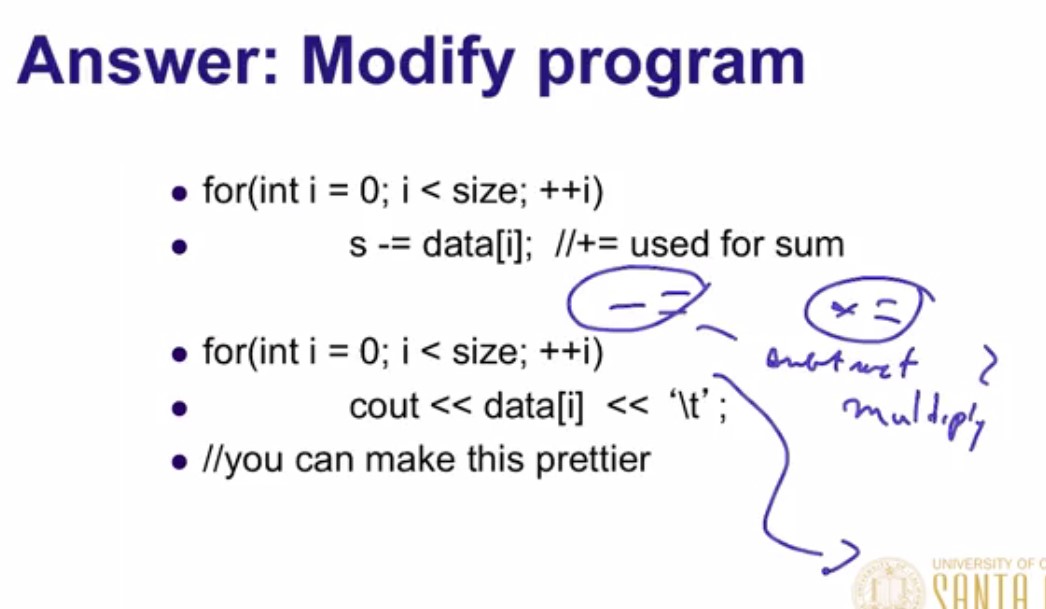 Answer: Modify program
• for(int i = 0; i < size; ++i)
• s -= data[i]; //+= used for sum
-= *=
• for(int i = 0; i < size; ++i)
subtract
• cout << data[i] << ‘\t’ ;
multiply
• //you can make this prettier
UNIVERSITY OF C
SANTA